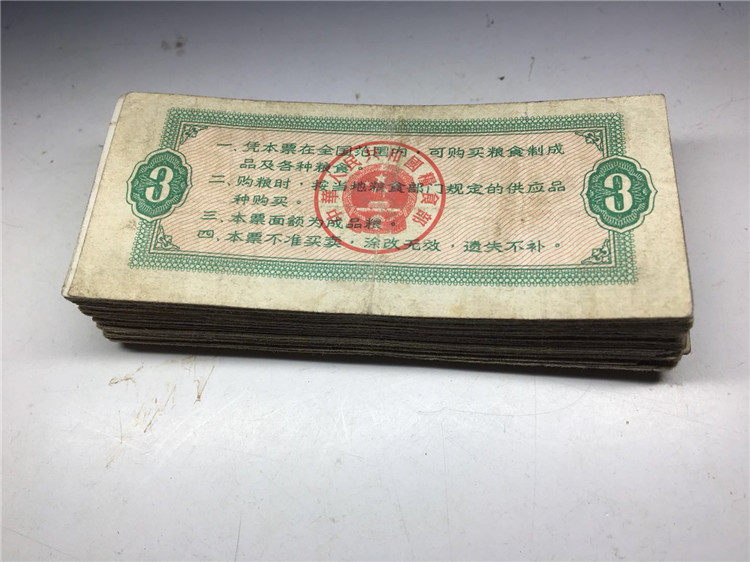 一、凭本票在全国范围内，可购买粮食制成
品及各种粮食。
二、购粮时，按当地粮食部门规定的供应品
种购买。
三、本票面额为成品粮。
四、本票不准买卖，涂改无效，遗失不补。
3
3
中華人民共和國糧食部